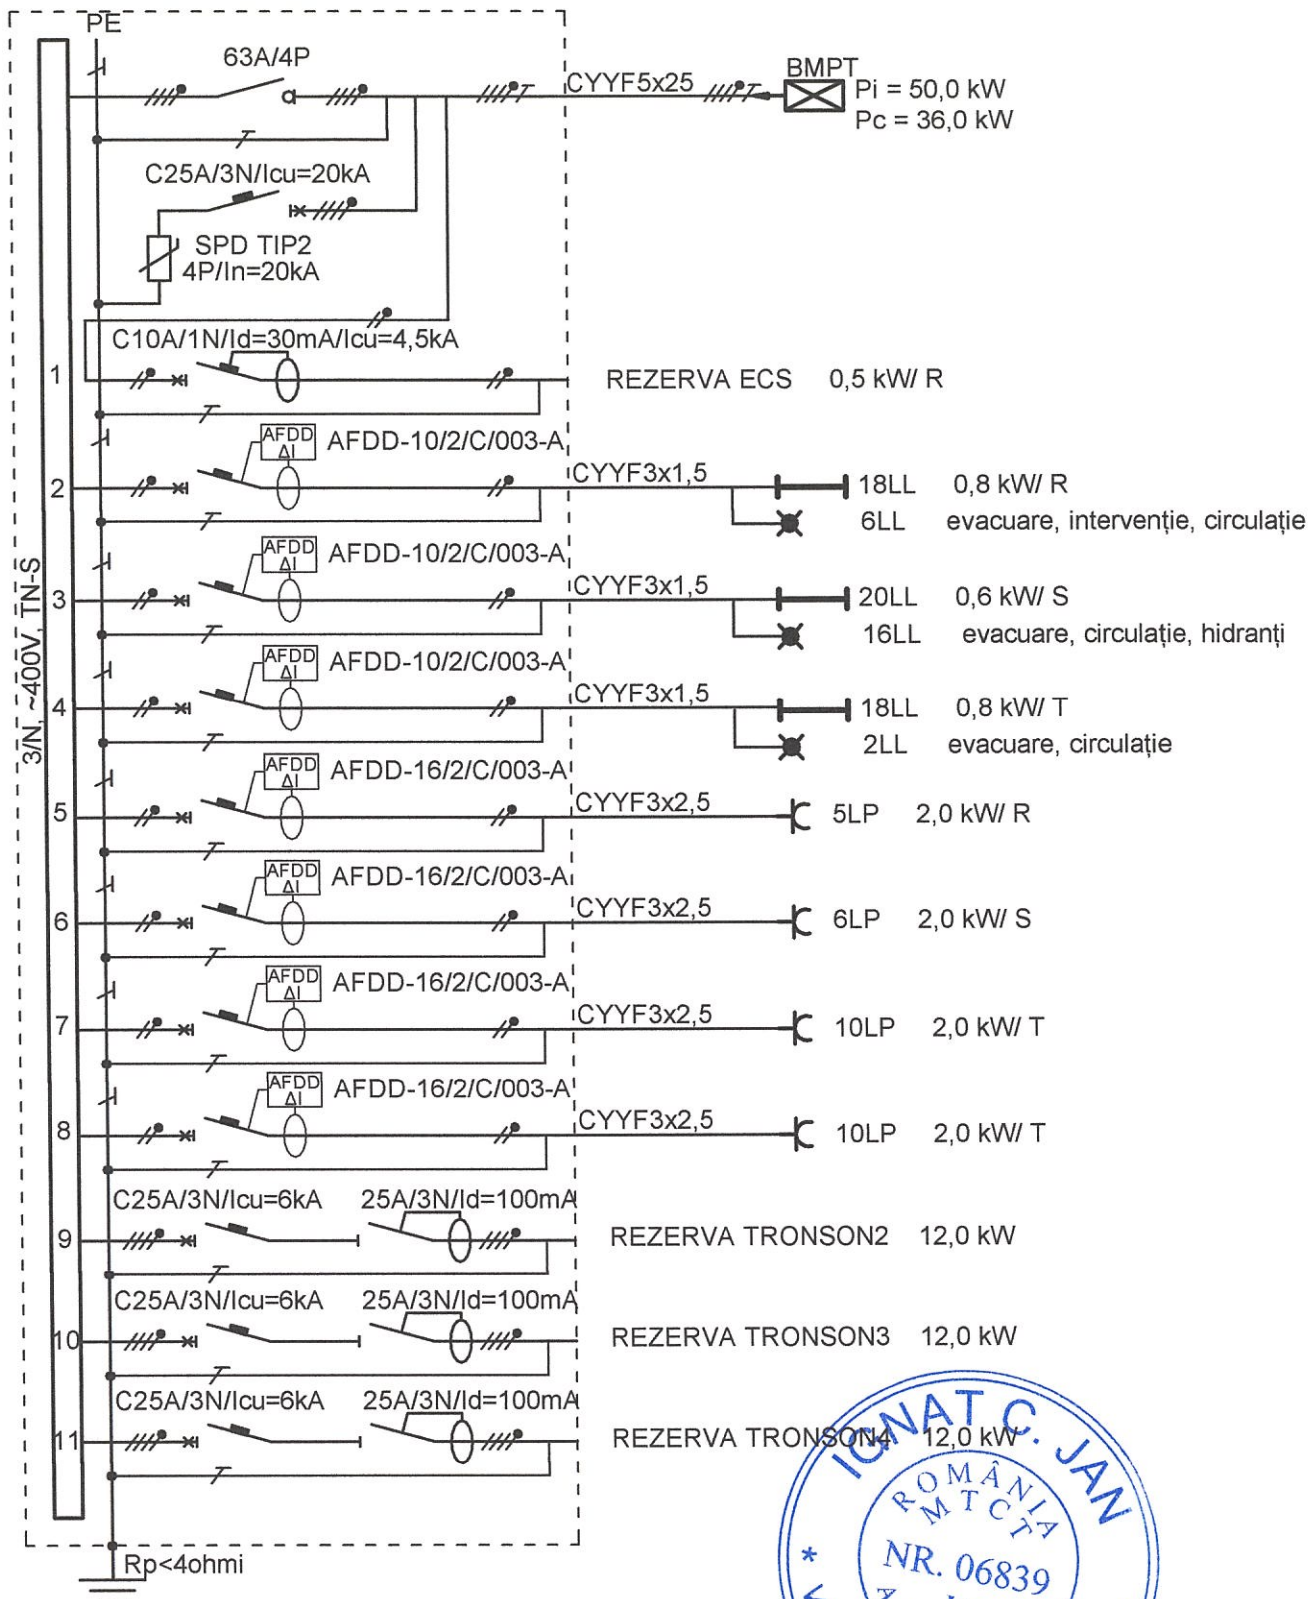 PE
63A/4P
CYYF5x25
BMPT
Pi = 50,0 kW
Pc = 36,0 kW
C25A/3N/Icu=20kA
SPD TIP2
4P/In=20kA
3/N, ~400V, TN-S
C10A/1N/Id=30mA/Icu=4,5kA
1 REZERVA ECS 0,5 kW/ R
AFDD ΔI AFDD-10/2/C/003-A
2 CYYF3x1,5 18LL 0,8 kW/ R
6LL evacuare, intervenție, circulație
AFDD ΔI AFDD-10/2/C/003-A
3 CYYF3x1,5 20LL 0,6 kW/ S
16LL evacuare, circulație, hidranți
AFDD ΔI AFDD-10/2/C/003-A
4 CYYF3x1,5 18LL 0,8 kW/ T
2LL evacuare, circulație
AFDD ΔI AFDD-16/2/C/003-A
5 CYYF3x2,5 5LP 2,0 kW/ R
AFDD ΔI AFDD-16/2/C/003-A
6 CYYF3x2,5 6LP 2,0 kW/ S
AFDD ΔI AFDD-16/2/C/003-A
7 CYYF3x2,5 10LP 2,0 kW/ T
AFDD ΔI AFDD-16/2/C/003-A
8 CYYF3x2,5 10LP 2,0 kW/ T
C25A/3N/Icu=6kA 25A/3N/Id=100mA
9 REZERVA TRONSON2 12,0 kW
C25A/3N/Icu=6kA 25A/3N/Id=100mA
10 REZERVA TRONSON3 12,0 kW
C25A/3N/Icu=6kA 25A/3N/Id=100mA
11 REZERVA TRONSON4 12,0 kW
Rp<4ohmi
IGNAT C. JAN
ROMÂNIA
MTCT
NR. 06839